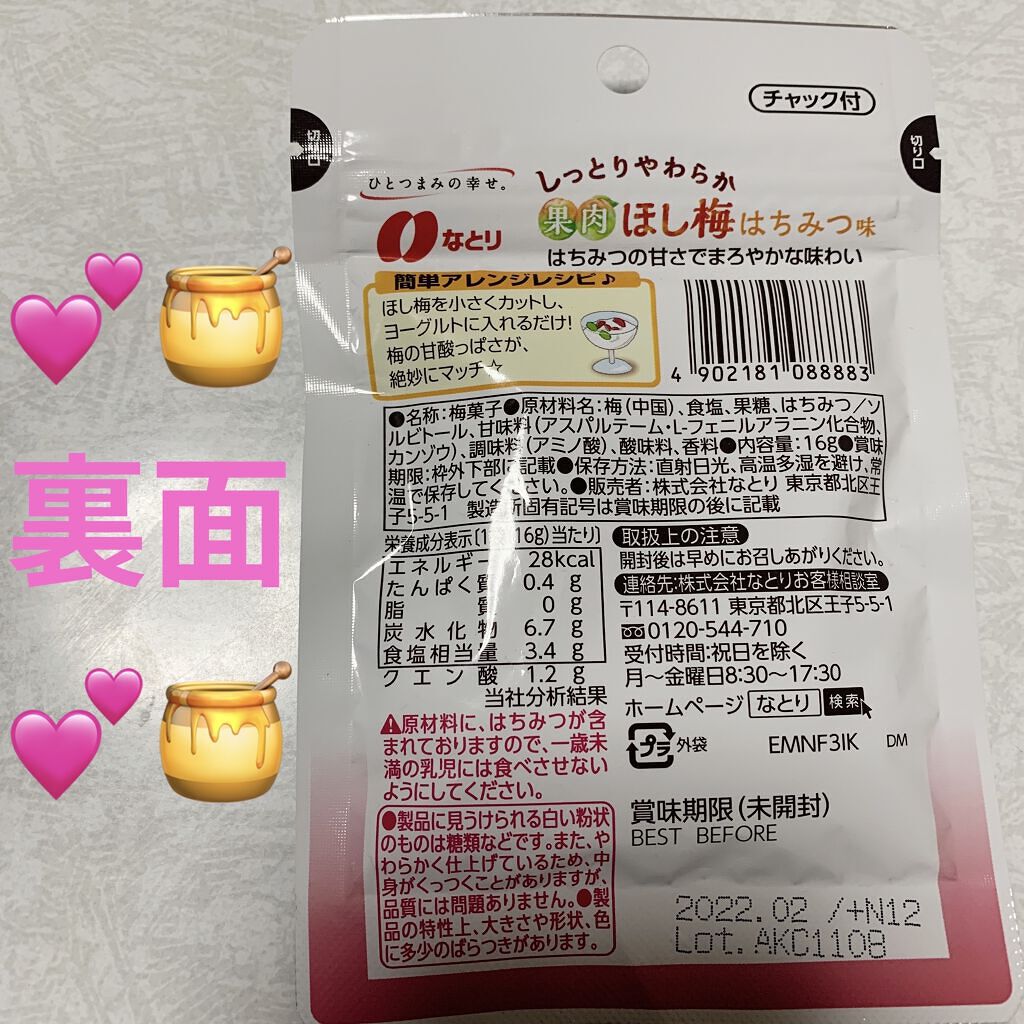 チャック付
切り口
切り口
ひとつまみの幸せ。
なとり
しっとりやわらか
果肉ほし梅はちみつ味
はちみつの甘さでまろやかな味わい
簡単アレンジレシピ♪
ほし梅を小さくカットし、
ヨーグルトに入れるだけ!
梅の甘酸っぱさが、
絶妙にマッチ☆
4 902181 088883
●名称:梅菓子●原材料名:梅(中国)、食塩、果糖、はちみつ/ソ
ルビトール、甘味料(アスパルテーム・L-フェニルアラニン化合物、
カンゾウ)、調味料(アミノ酸)、酸味料、香料●内容量:16g●賞味
期限:枠外下部に記載●保存方法:直射日光、高温多湿を避け、常
温で保存してください。●販売者:株式会社なとり 東京都北区王
子5-5-1 製造所固有記号は賞味期限の後に記載
裏面
栄養成分表示(1 16g)当たり)
エネルギー 28kcal
たんぱく質 0.4 g
脂質 0 g
炭水化物 6.7 g
食塩相当量 3.4 g
クエン酸 1.2 g
当社分析結果
⚠原材料に、はちみつが含
まれておりますので、一歳未
満の乳児には食べさせない
ようにしてください。
●製品に見うけられる白い粉状
のものは糖類などです。また、や
わらかく仕上げているため、中
身がくっつくことがありますが、
品質には問題ありません。●製
品の特性上、大きさや形状、色
に多少のばらつきがあります。
取扱上の注意
開封後は早めにお召しあがりください。
連絡先:株式会社なとりお客様相談室
〒114-8611 東京都北区王子5-5-1
0120-544-710
受付時間:祝日を除く
月～金曜日8:30～17:30
ホームページ なとり 検索
プラ 外袋 EMNF3IK DM
賞味期限(未開封)
BEST BEFORE
2022.02 /+N12
Lot.AKC1108